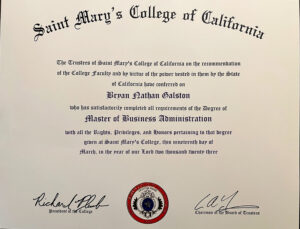 Saint Mary's College of California
The Trustees of Saint Mary's College of California on the recommendation
of the College Faculty and by virtue of the power vested in them by the State
of California have conferred on
Bryan Nathan Galston
who has satisfactorily completed all requirements of the Degree of
Master of Business Administration
with all the Rights, Privileges, and Honors pertaining to that degree
given at Saint Mary's College, this nineteenth day of
March, in the year of our Lord two thousand twenty three
President of the College
Chairman of the Board of Trustees